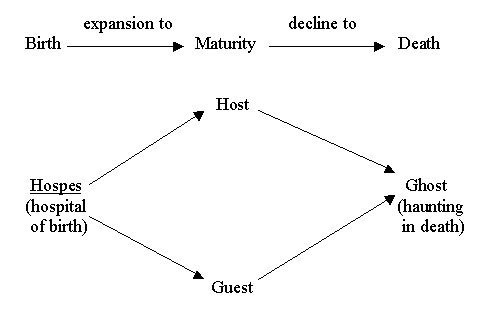 expansion to decline to
Birth Maturity Death
Host
Hospes Ghost
(hospital (haunting
of birth) in death)
Guest